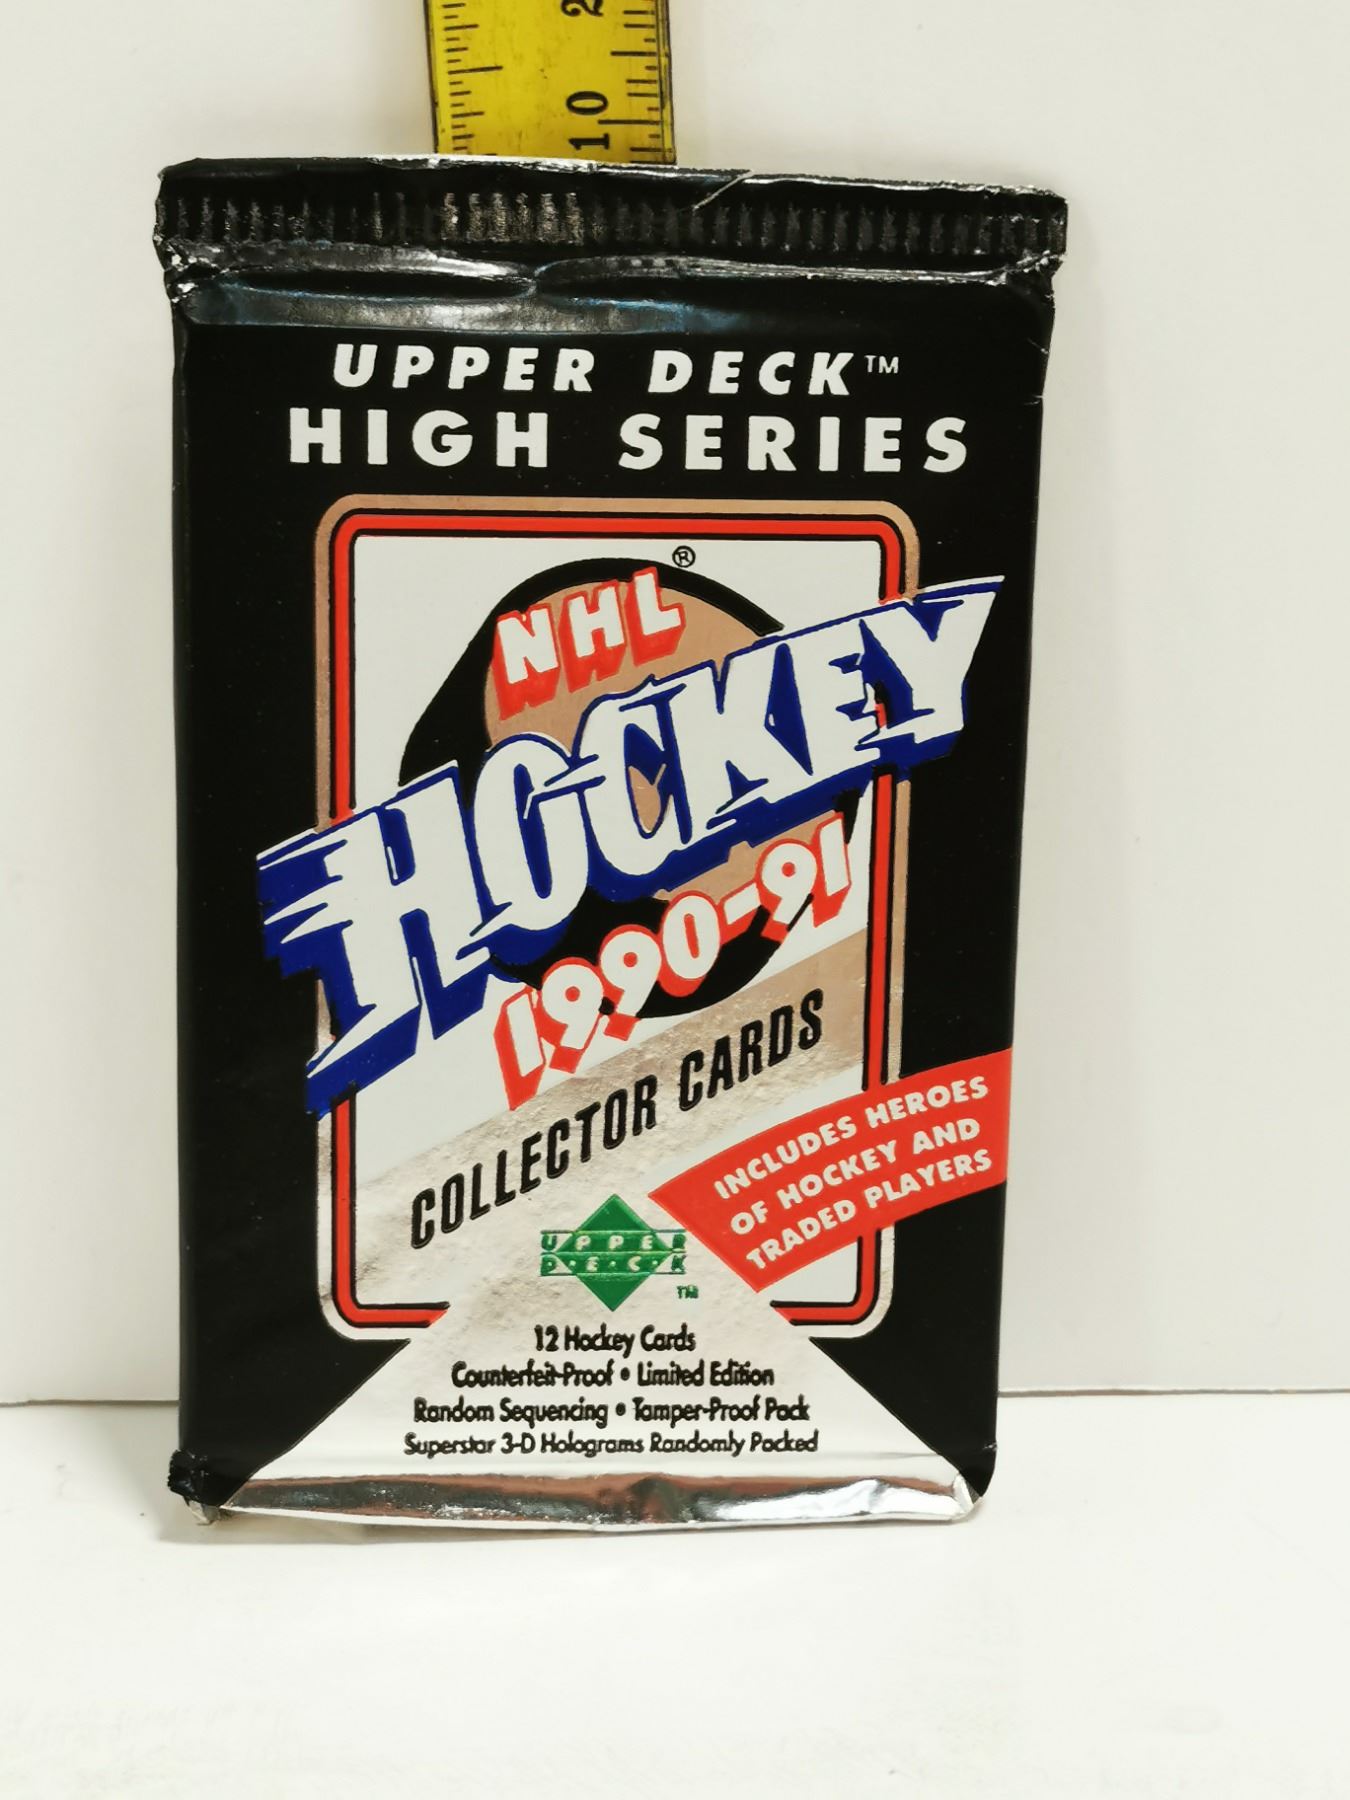 2
10
UPPER DECK™
HIGH SERIES
NHL®
HOCKEY
1990-91
COLLECTOR CARDS
INCLUDES HEROES
OF HOCKEY AND
TRADED PLAYERS
UPPER
D•E•C•K
™
12 Hockey Cards
Counterfeit-Proof • Limited Edition
Random Sequencing • Tamper-Proof Pack
Superstar 3-D Holograms Randomly Packed